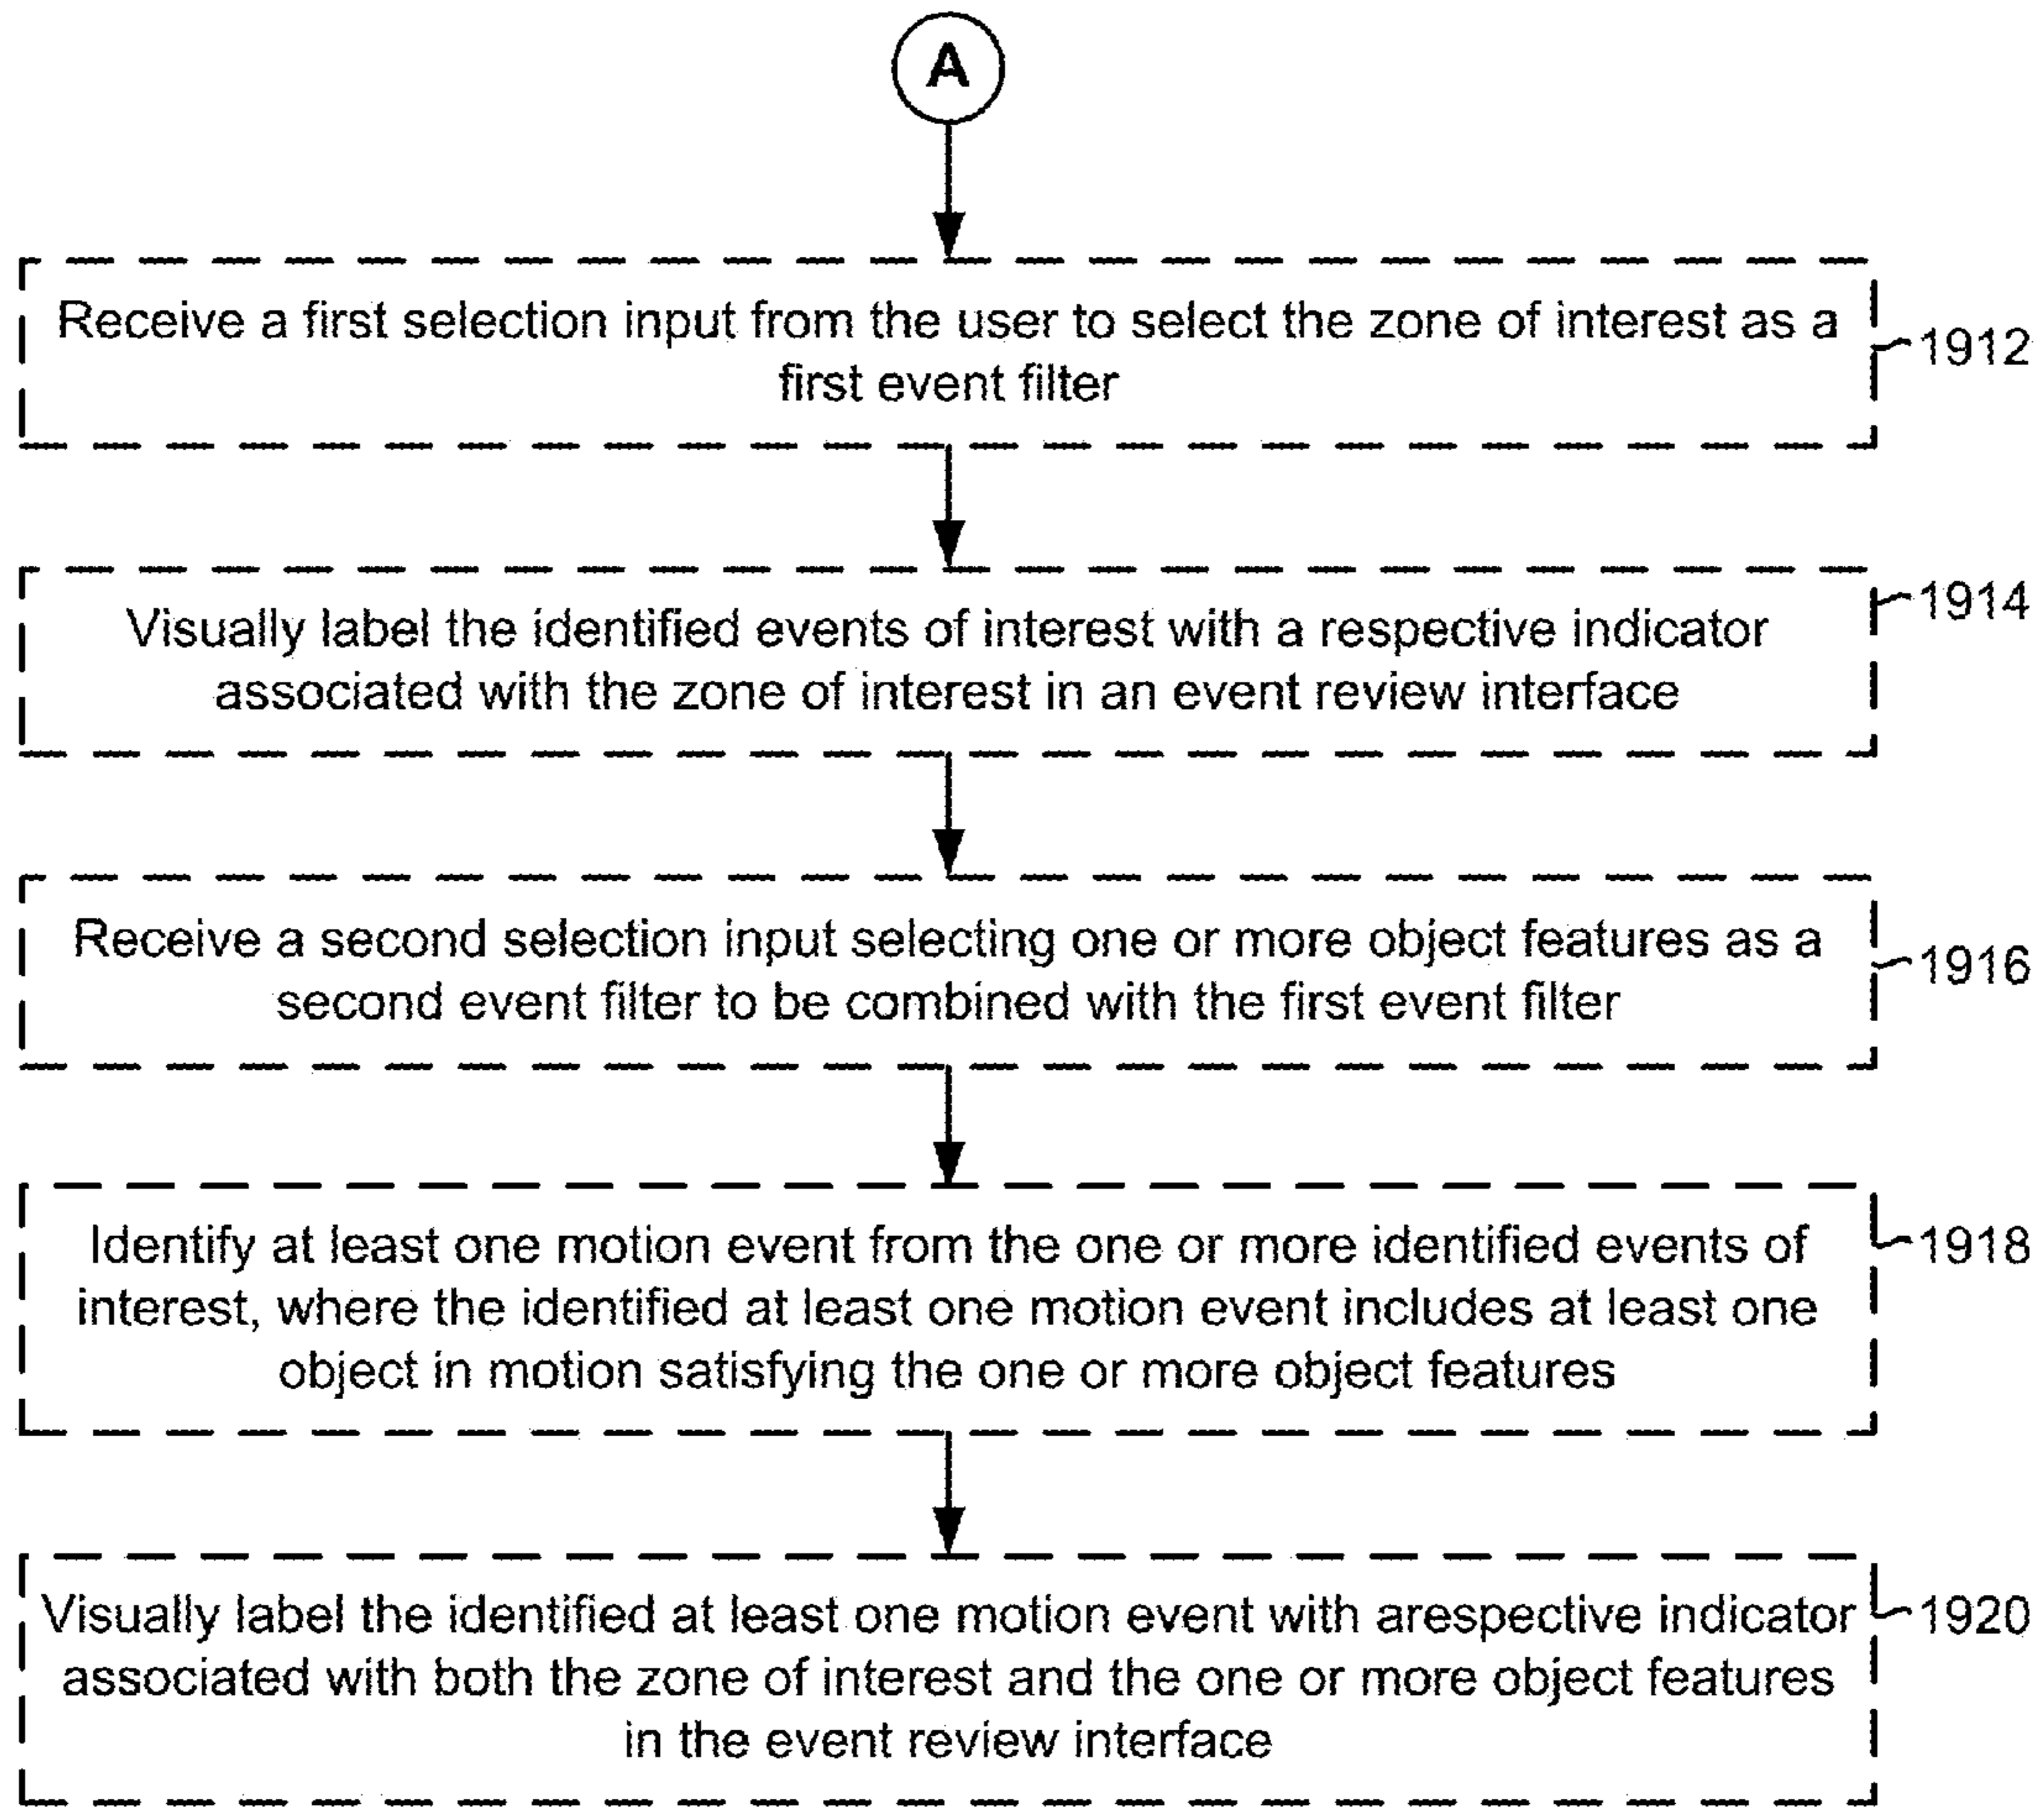 A
Receive a first selection input from the user to select the zone of interest as a
first event filter
1912
Visually label the identified events of interest with a respective indicator
associated with the zone of interest in an event review interface
1914
Receive a second selection input selecting one or more object features as a
second event filter to be combined with the first event filter
1916
Identify at least one motion event from the one or more identified events of
interest, where the identified at least one motion event includes at least one
object in motion satisfying the one or more object features
1918
Visually label the identified at least one motion event with arespective indicator
associated with both the zone of interest and the one or more object features
in the event review interface
1920